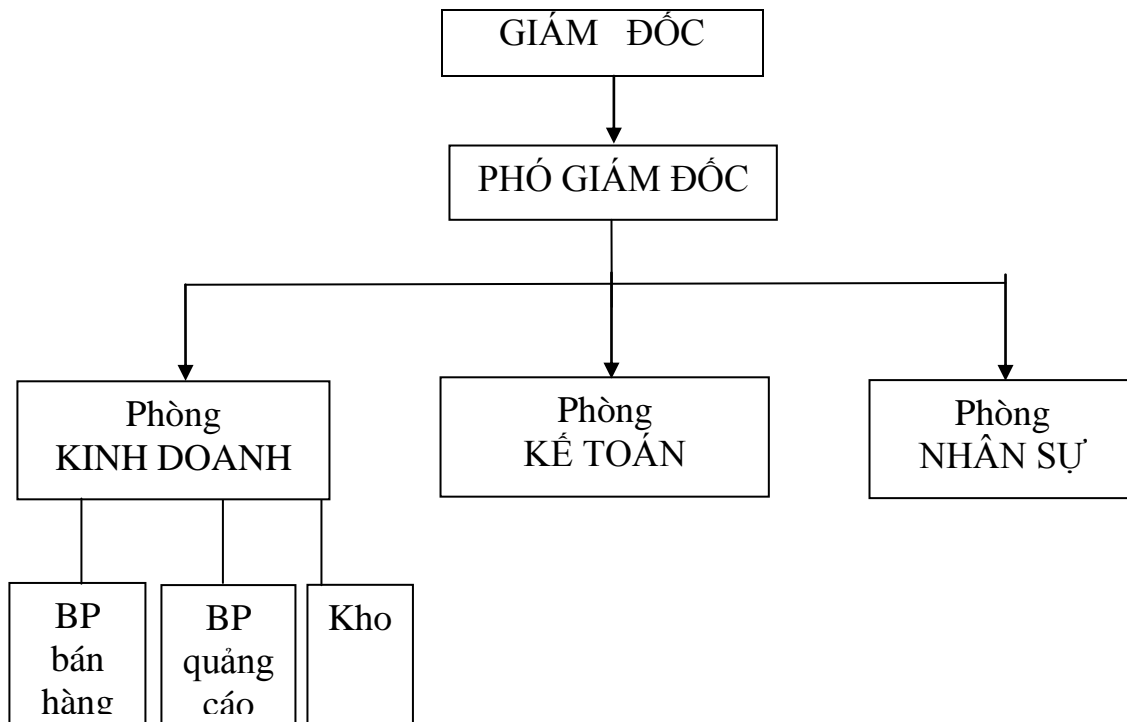 GIÁM ĐỐC
PHÓ GIÁM ĐỐC
Phòng
KINH DOANH
Phòng
KẾ TOÁN
Phòng
NHÂN SỰ
BP
bán
hàng
BP
quảng
cáo
Kho